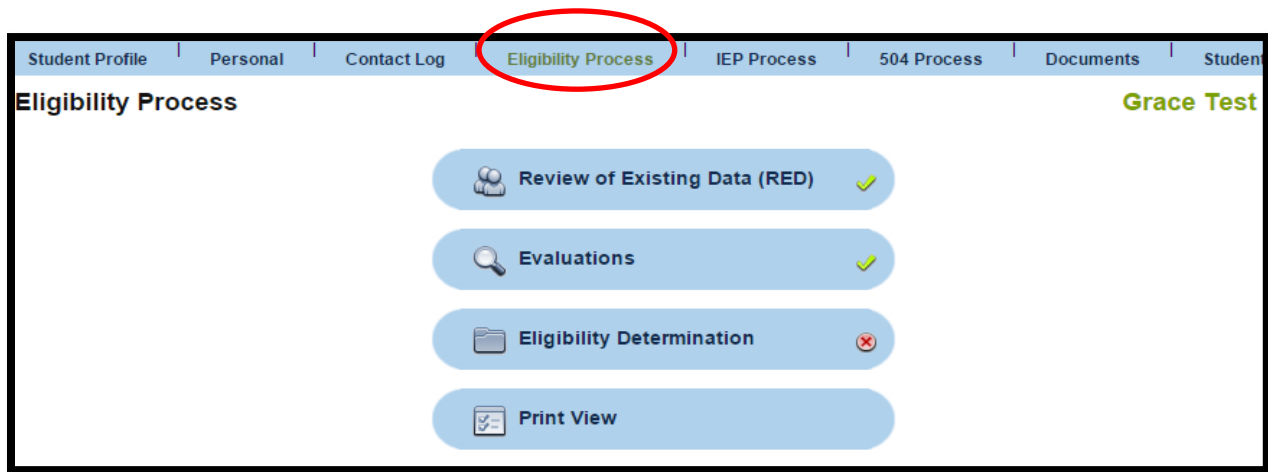 Student Profile Personal Contact Log Eligibility Process IEP Process 504 Process Documents Student
Eligibility Process Grace Test
Review of Existing Data (RED)
Evaluations
Eligibility Determination
Print View